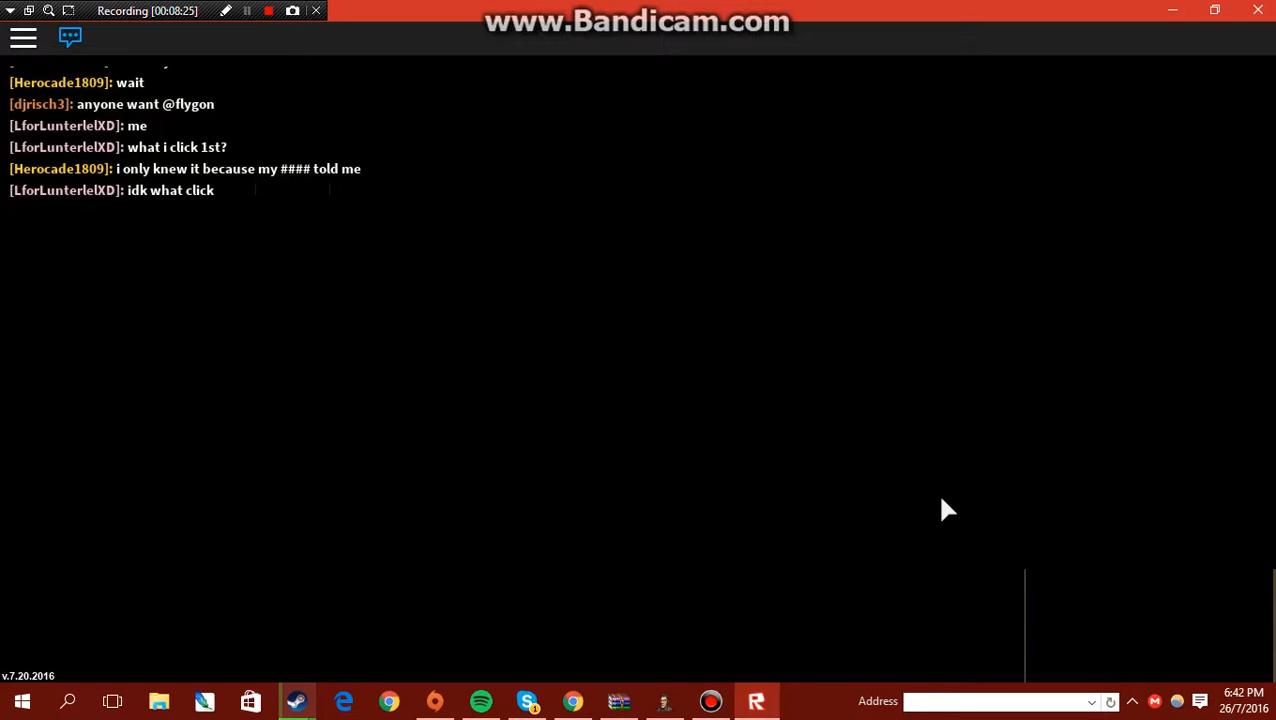 Recording [00:08:25]
www.Bandicam.com
[Herocade1809]: wait
[djrisch3]: anyone want @flygon
[LforLunterlelXD]: me
[LforLunterlelXD]: what i click 1st?
[Herocade1809]: i only knew it because my #### told me
[LforLunterlelXD]: idk what click
v.7.20.2016
Address
6:42 PM
26/7/2016